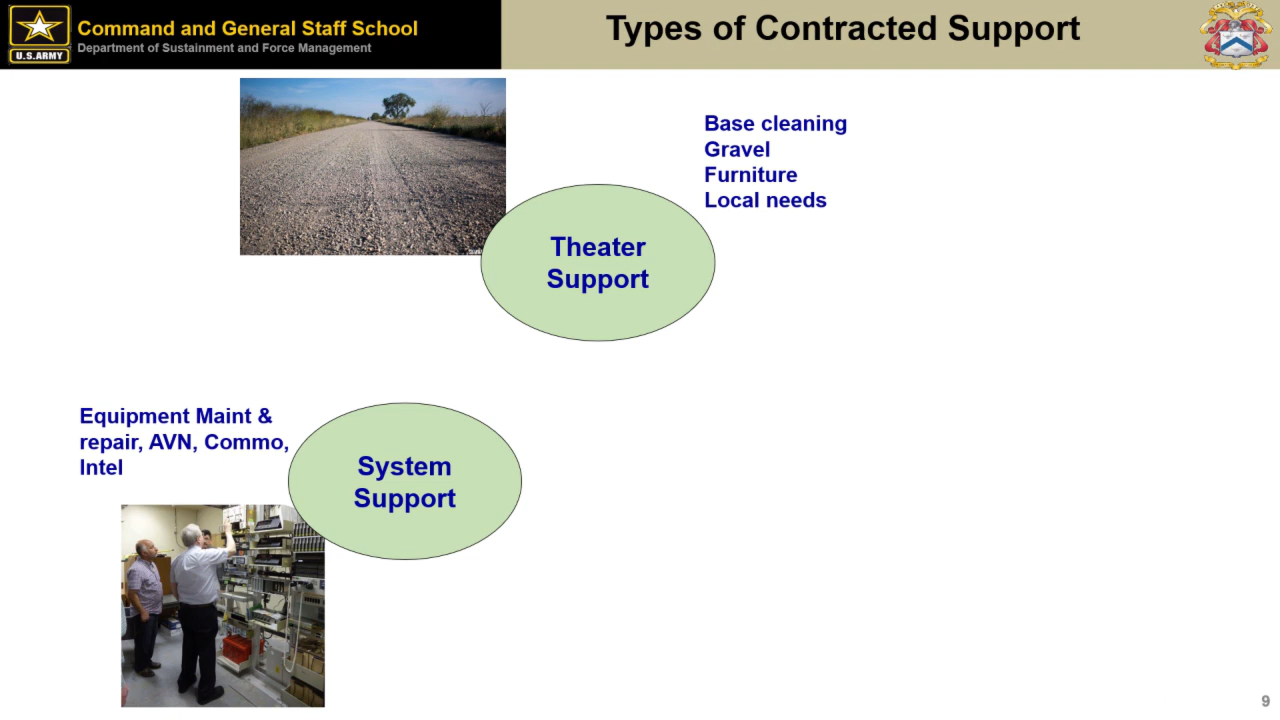 Command and General Staff School
Department of Sustainment and Force Management
U.S.ARMY
Types of Contracted Support
Base cleaning
Gravel
Furniture
Local needs
Theater
Support
Equipment Maint &
repair, AVN, Commo,
Intel
System
Support
9